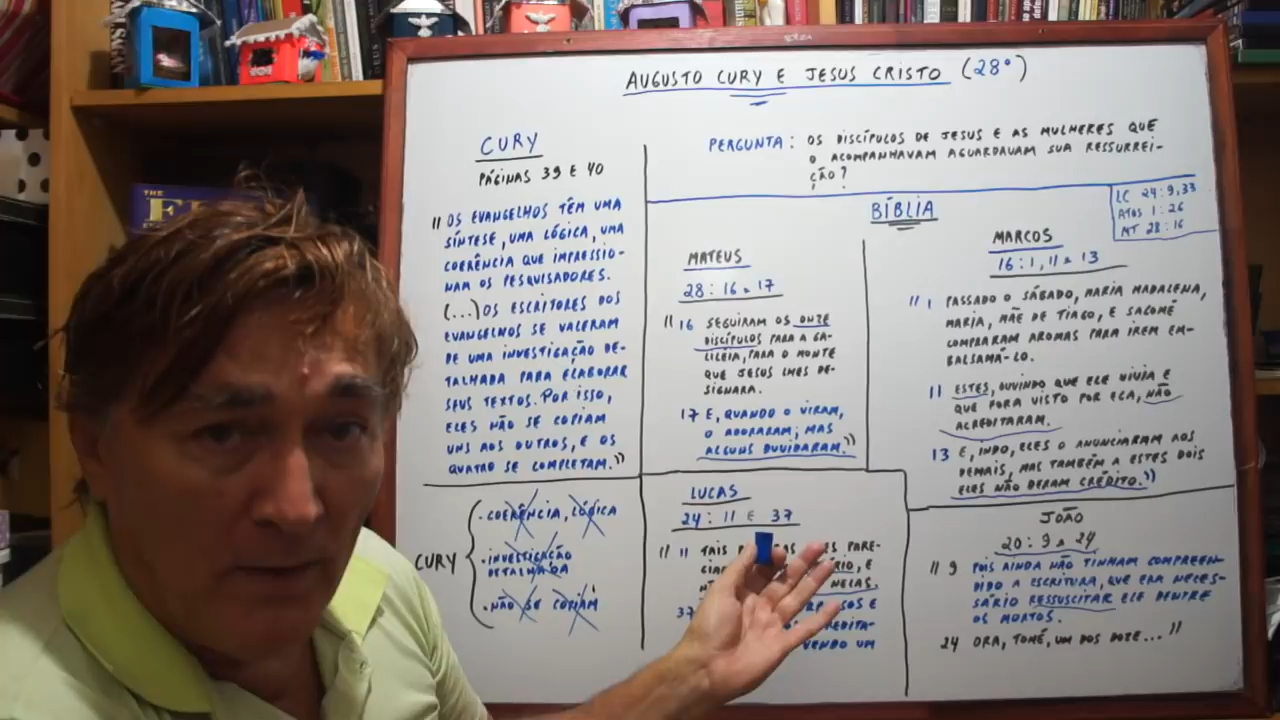 AUGUSTO CURY E JESUS CRISTO (28º)
CURY
PÁGINAS 39 E 40
" OS EVANGELHOS TÊM UMA
SÍNTESE, UMA LÓGICA, UMA
COERÊNCIA QUE IMPRESSIO-
NAM OS PESQUISADORES.
(...) OS ESCRITORES DOS
EVANGELHOS SE VALERAM
DE UMA INVESTIGAÇÃO DE-
TALHADA PARA ELABORAR
SEUS TEXTOS. POR ISSO,
ELES NÃO SE COPIAM
UNS AOS OUTROS, E OS
QUATRO SE COMPLETAM."
CURY
• COERÊNCIA, LÓGICA
• INVESTIGAÇÃO
DETALHADA
• NÃO SE COPIAM
PERGUNTA: OS DISCÍPULOS DE JESUS E AS MULHERES QUE
O ACOMPANHAVAM AGUARDAVAM SUA RESSURREI-
ÇÃO?
BÍBLIA
LC 24:9,33
ATOS 1:26
MT 28:16
MATEUS
28:16 e 17
" 16 SEGUIRAM OS ONZE
DISCÍPULOS PARA A GA-
LILEIA, PARA O MONTE
QUE JESUS LHES DE-
SIGNARA.
17 E, QUANDO O VIRAM,
O ADORARAM; MAS
ALGUNS DUVIDARAM."
MARCOS
16:1, 11 a 13
" 1 PASSADO O SÁBADO, MARIA MADALENA,
MARIA, MÃE DE TIAGO, E SALOMÉ
COMPRARAM AROMAS PARA IREM EM-
BALSAMÁ-LO.
11 ESTES, OUVINDO QUE ELE VIVIA E
QUE FORA VISTO POR ELA, NÃO
ACREDITARAM.
13 E, INDO, ELES O ANUNCIARAM AOS
DEMAIS, MAS TAMBÉM A ESTES DOIS
ELES NÃO DERAM CRÉDITO."
LUCAS
24:11 E 37
" 11 TAIS PARE-
E
NELAS.
37 E
VENDO UM
JOÃO
20:9 a 24
" 9 POIS AINDA NÃO TINHAM COMPREEN-
DIDO A ESCRITURA, QUE ERA NECES-
SÁRIO RESSUSCITAR ELE DENTRE
OS MORTOS.
24 ORA, TOMÉ, UM DOS DOZE... "
THE